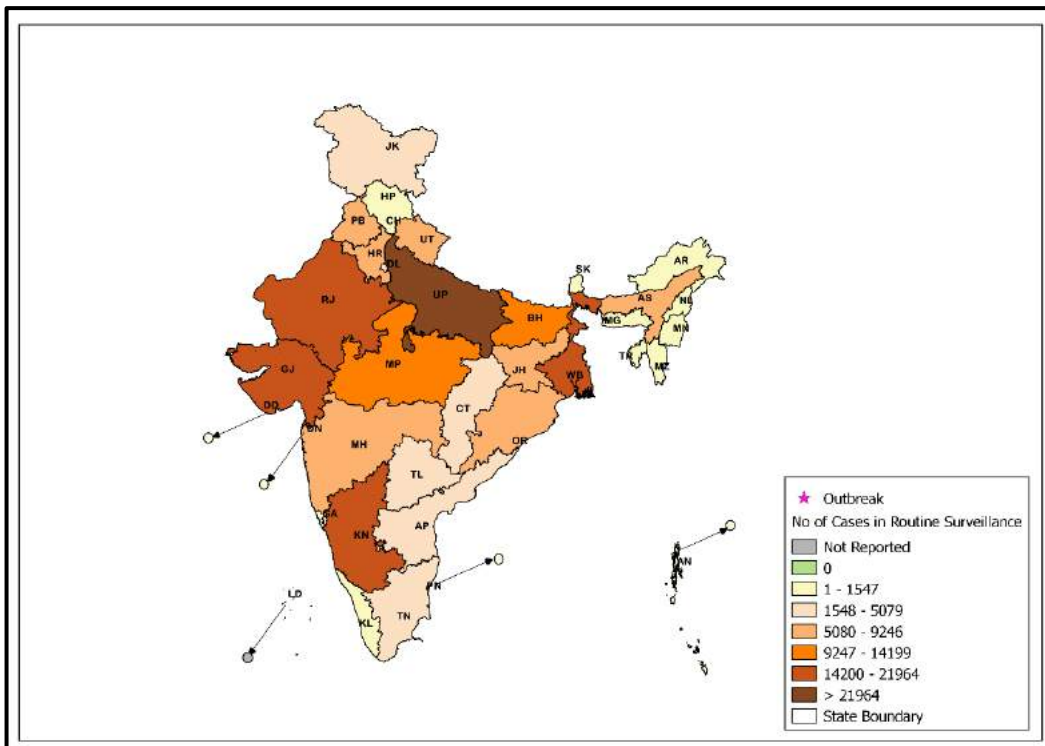 JK
HP
CH
PB
UT
HR
DL
SK
AR
RJ
UP
AS
NL
BH
MG
MN
TR
MZ
MP
GJ
JH
WB
CT
DD
DN
MH
OR
TL
GA
KN
AP
AN
PN
LD
TN
KL
Outbreak
No of Cases in Routine Surveillance
Not Reported
0
1 - 1547
1548 - 5079
5080 - 9246
9247 - 14199
14200 - 21964
> 21964
State Boundary